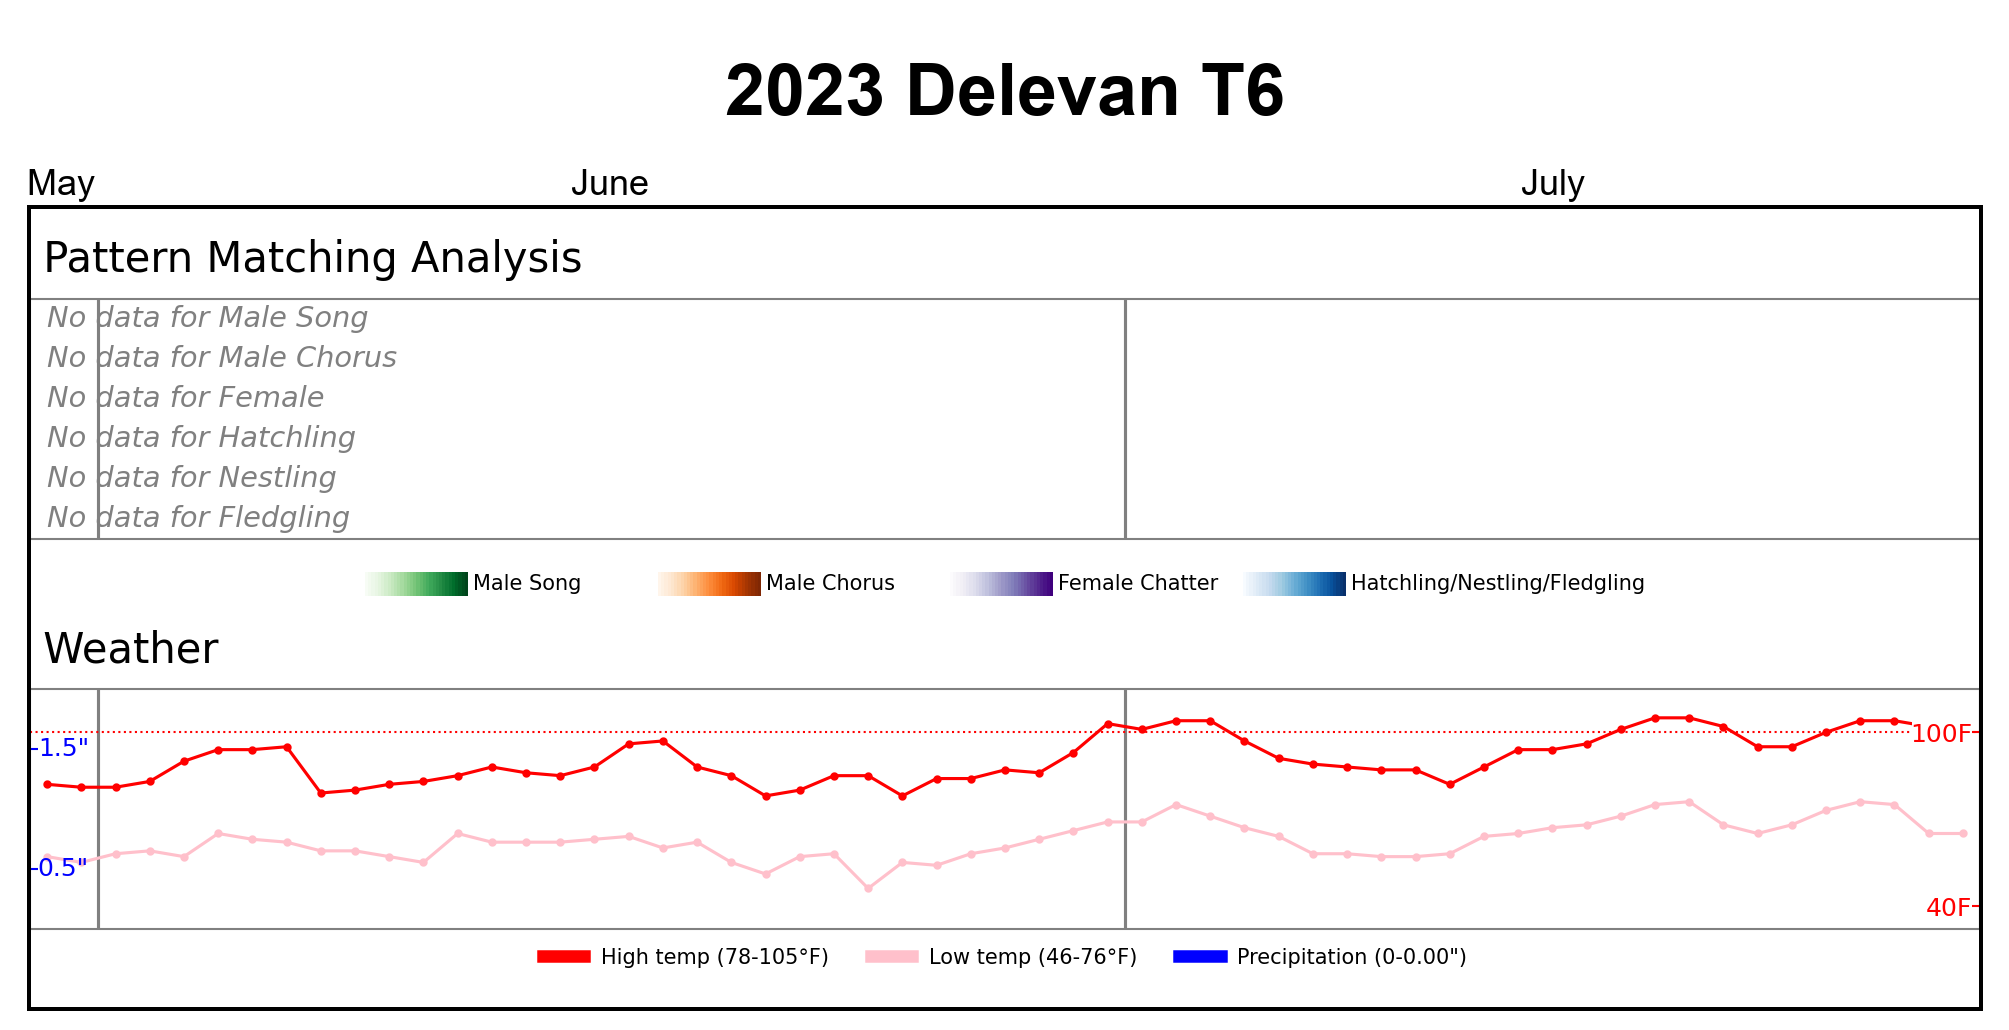 2023 Delevan T6
May June July
Pattern Matching Analysis
No data for Male Song
No data for Male Chorus
No data for Female
No data for Hatchling
No data for Nestling
No data for Fledgling
Male Song Male Chorus Female Chatter Hatchling/Nestling/Fledgling
Weather
100F
1.5"
0.5"
40F
High temp (78-105°F) Low temp (46-76°F) Precipitation (0-0.00")